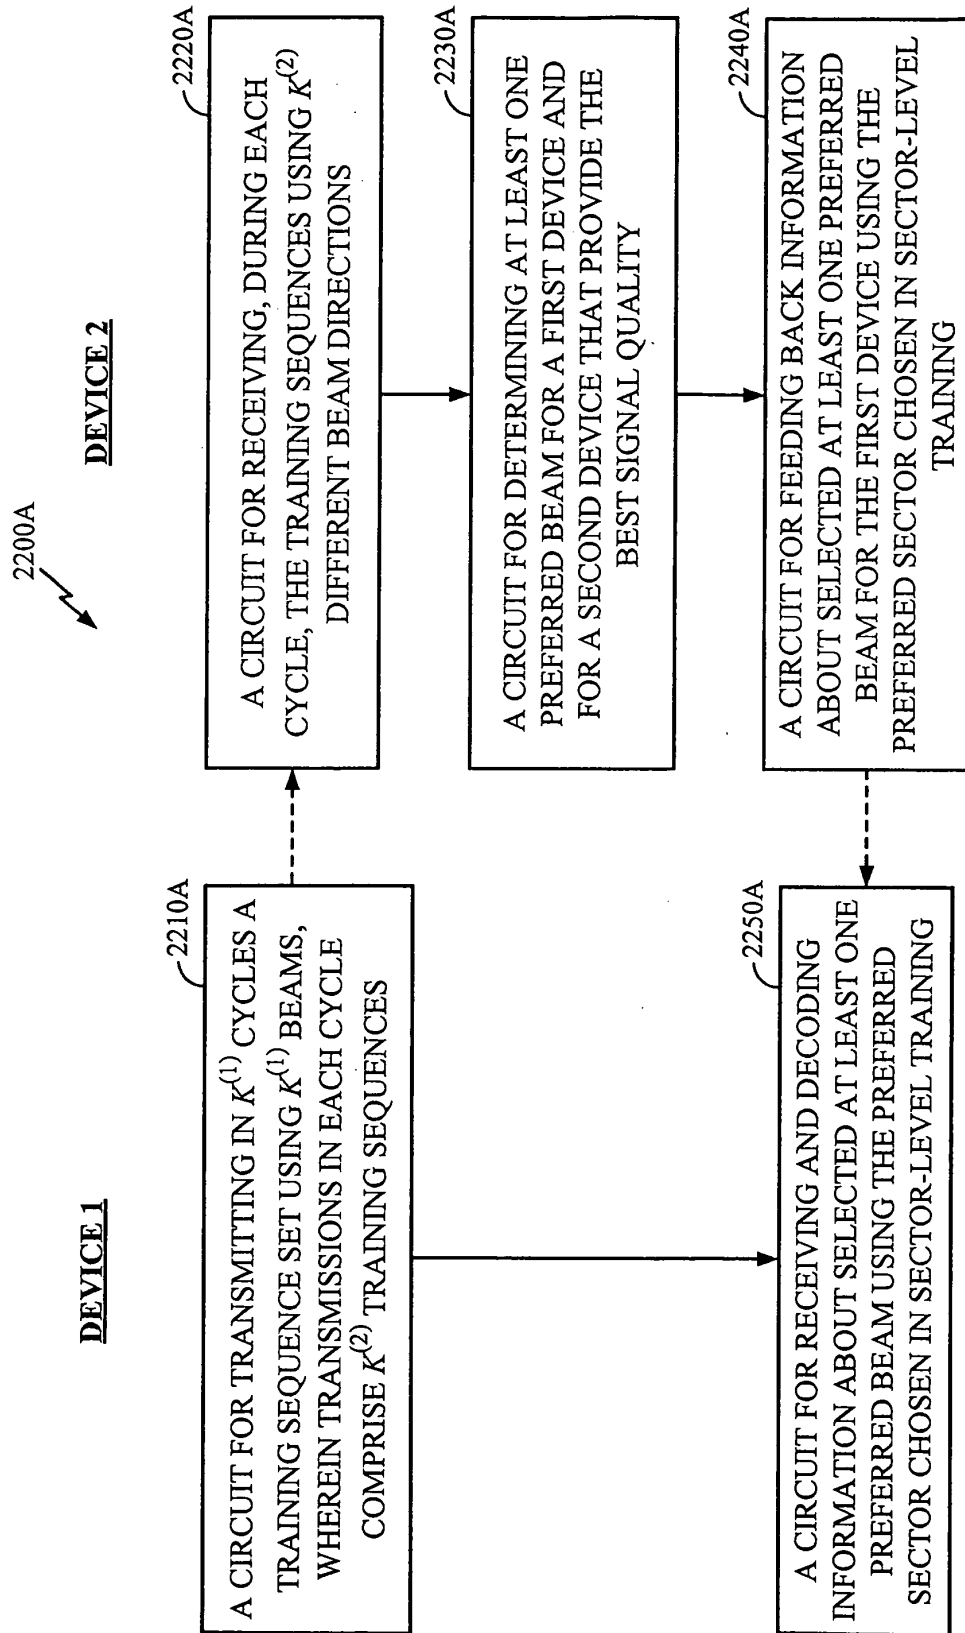 2200A
DEVICE 1
DEVICE 2
2210A
A CIRCUIT FOR TRANSMITTING IN K(1) CYCLES A
TRAINING SEQUENCE SET USING K(1) BEAMS,
WHEREIN TRANSMISSIONS IN EACH CYCLE
COMPRISE K(2) TRAINING SEQUENCES
2220A
A CIRCUIT FOR RECEIVING, DURING EACH
CYCLE, THE TRAINING SEQUENCES USING K(2)
DIFFERENT BEAM DIRECTIONS
2230A
A CIRCUIT FOR DETERMINING AT LEAST ONE
PREFERRED BEAM FOR A FIRST DEVICE AND
FOR A SECOND DEVICE THAT PROVIDE THE
BEST SIGNAL QUALITY
2240A
A CIRCUIT FOR FEEDING BACK INFORMATION
ABOUT SELECTED AT LEAST ONE PREFERRED
BEAM FOR THE FIRST DEVICE USING THE
PREFERRED SECTOR CHOSEN IN SECTOR-LEVEL
TRAINING
2250A
A CIRCUIT FOR RECEIVING AND DECODING
INFORMATION ABOUT SELECTED AT LEAST ONE
PREFERRED BEAM USING THE PREFERRED
SECTOR CHOSEN IN SECTOR-LEVEL TRAINING